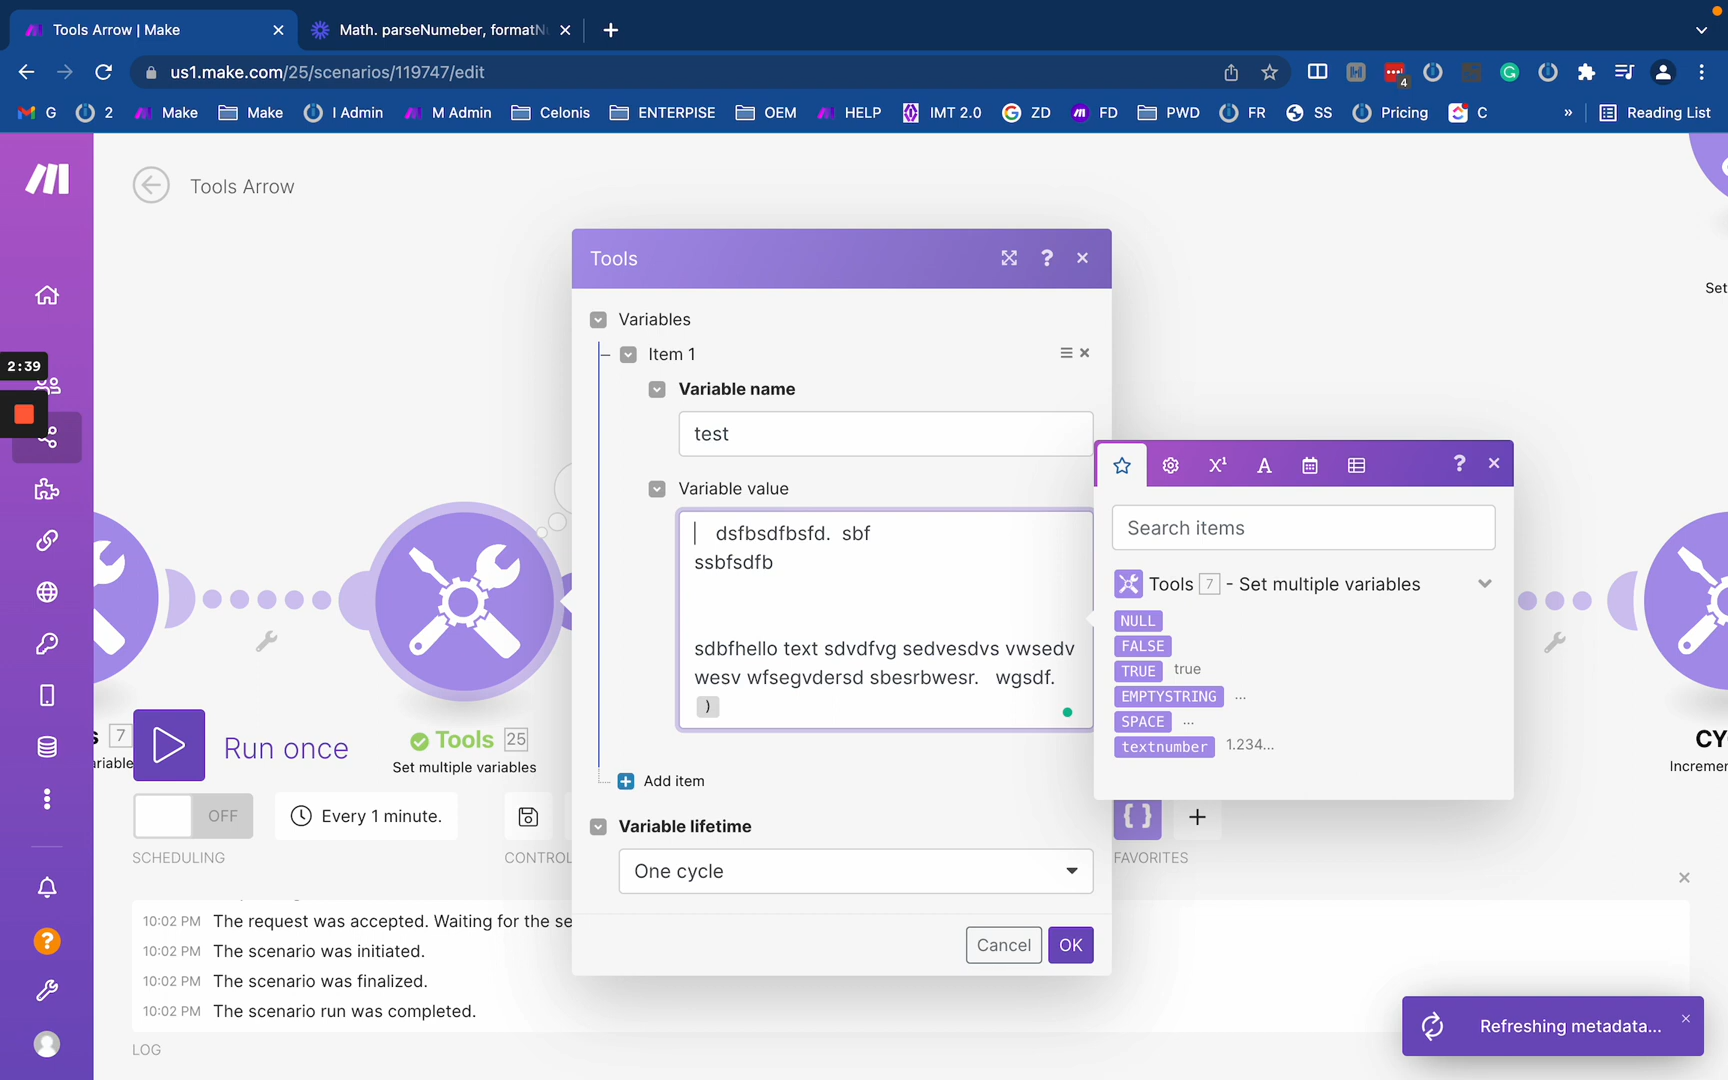 Tools Arrow | Make
Math. parseNumeber, formatNu
us1.make.com/25/scenarios/119747/edit
4
G
2
Make
Make
I Admin
M Admin
Celonis
ENTERPISE
OEM
HELP
IMT 2.0
ZD
FD
PWD
FR
SS
Pricing
C
»
Reading List
Tools Arrow
Tools
?
Variables
Item 1
Variable name
test
Variable value
dsfbsdfbsfd. sbf
ssbfsdfb
sdbfhello text sdvdfvg sedvesdvs vwsedv
wesv wfsegvdersd sbesrbwesr. wgsdf.
)
Add item
Variable lifetime
One cycle
Cancel
OK
A
?
Search items
Tools 7 - Set multiple variables
NULL
FALSE
TRUE true
EMPTYSTRING ...
SPACE ...
textnumber 1.234...
2:39
Set
s 7
ariable
Run once
Tools 25
Set multiple variables
CY
Incremen
OFF
Every 1 minute.
SCHEDULING
CONTROL
FAVORITES
10:02 PM The request was accepted. Waiting for the se
10:02 PM The scenario was initiated.
10:02 PM The scenario was finalized.
10:02 PM The scenario run was completed.
LOG
Refreshing metadata...